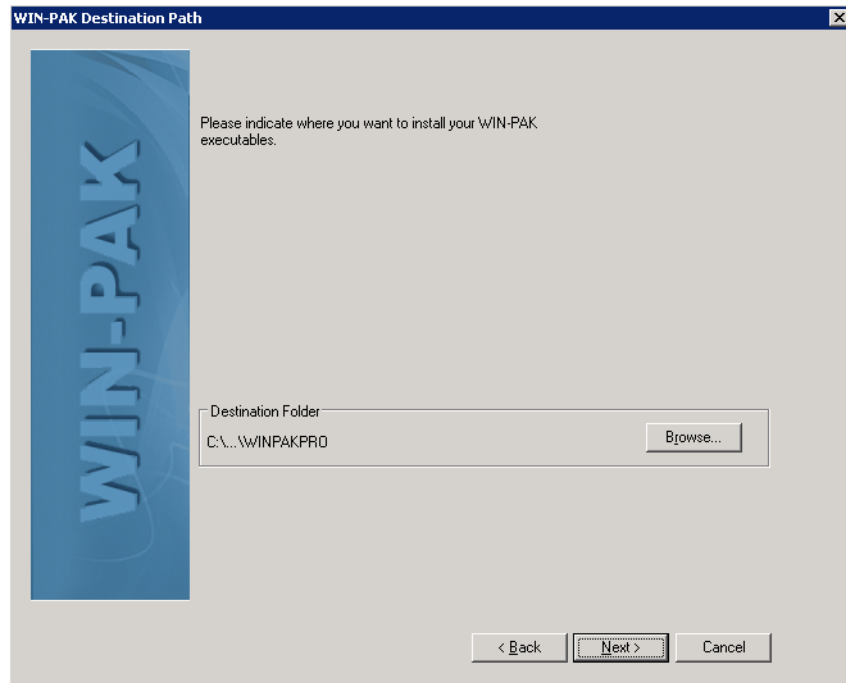 WIN-PAK Destination Path
WIN-PAK
Please indicate where you want to install your WIN-PAK
executables.
Destination Folder
C:\...\WINPAKPRO
Browse...
< Back
Next >
Cancel